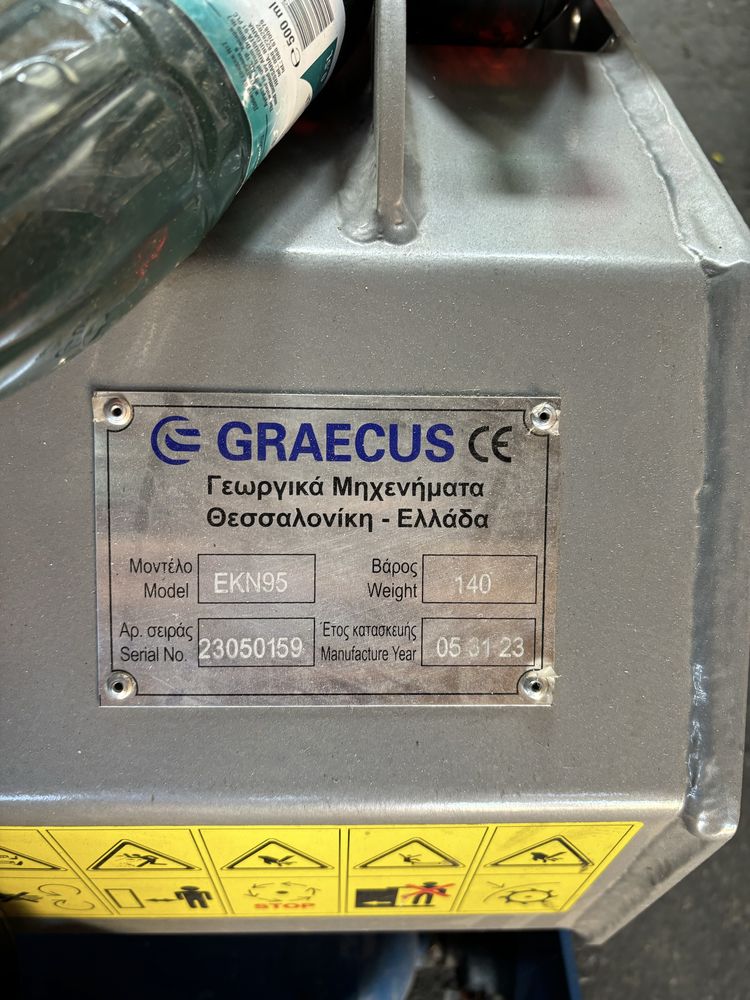 ℮ 500 ml
GRAECUS CE
Γεωργικά Μηχενήματα
Θεσσαλονίκη - Ελλάδα
Μοντέλο
Model
EKN95
Βάρος
Weight
140
Αρ. σειράς
Serial No.
23050159
Έτος κατασκευής
Manufacture Year
05 31 23
STOP